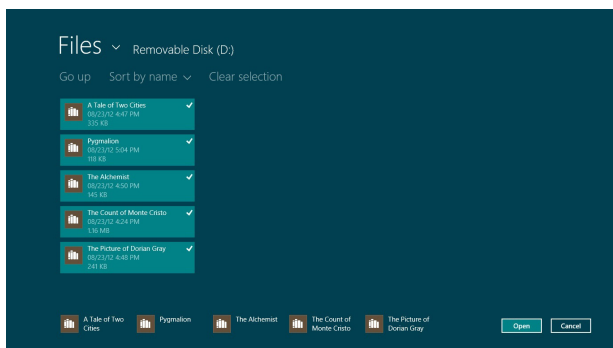 Files Removable Disk (D:)
Go up Sort by name Clear selection
A Tale of Two Cities
08/23/12 4:47 PM
335 KB
Pygmalion
08/23/12 5:04 PM
118 KB
The Alchemist
08/23/12 4:50 PM
145 KB
The Count of Monte Cristo
08/23/12 4:24 PM
1.36 MB
The Picture of Dorian Gray
08/23/12 4:48 PM
241 KB
A Tale of Two
Cities
Pygmalion
The Alchemist
The Count of
Monte Cristo
The Picture of
Dorian Gray
Open
Cancel